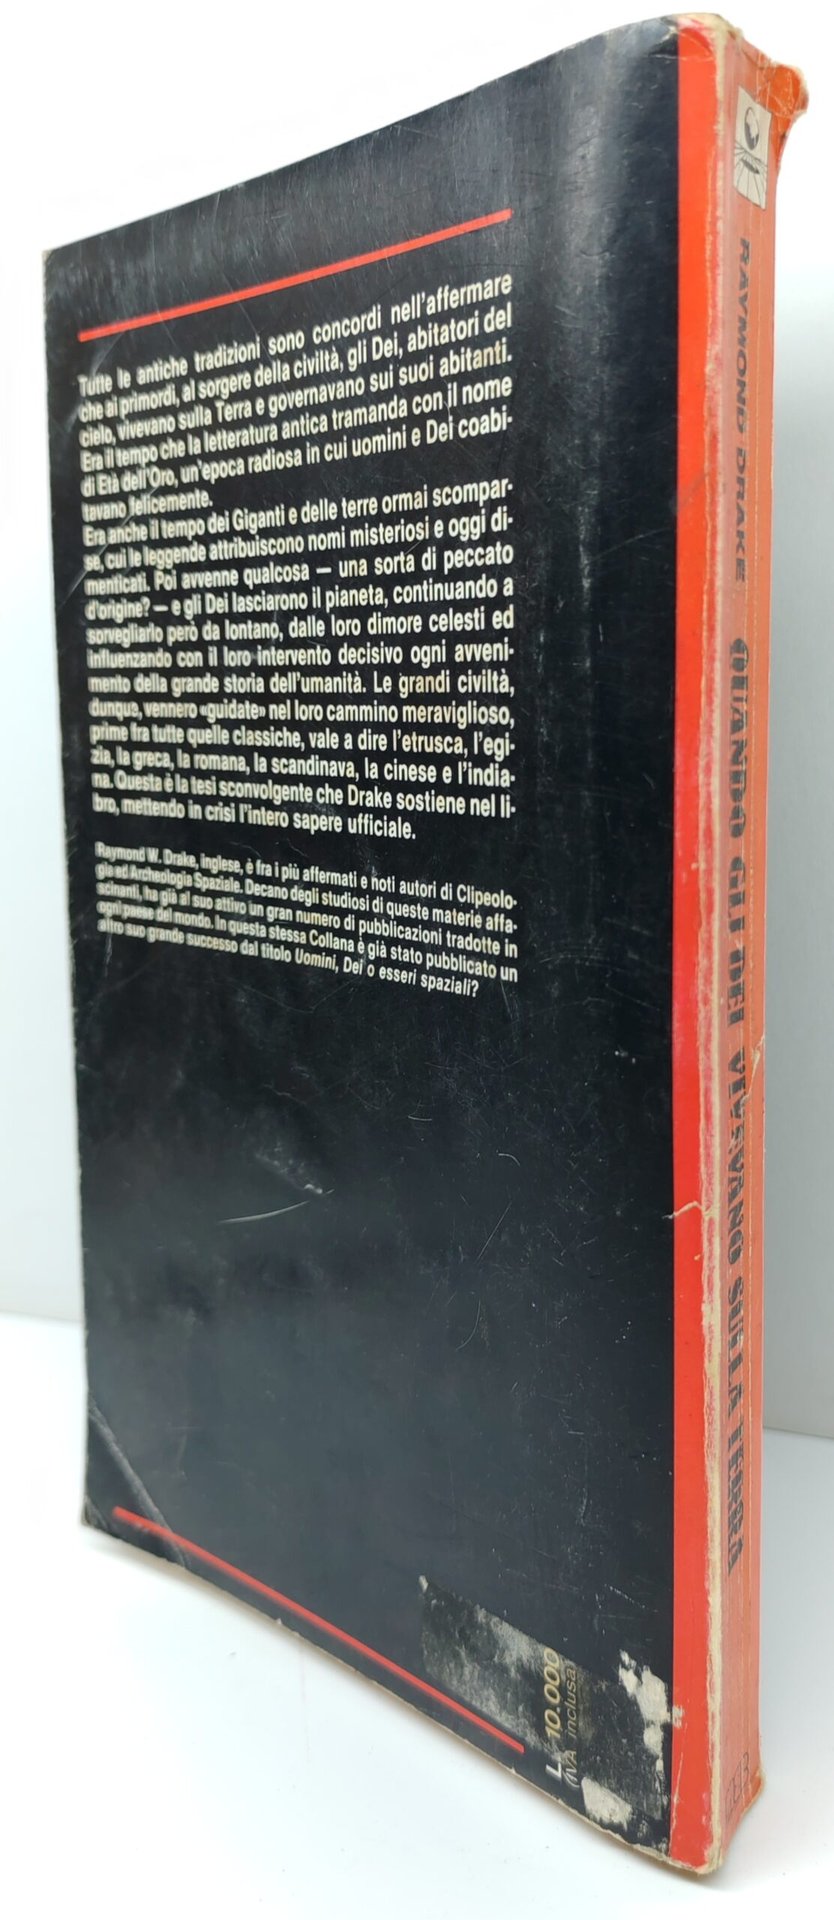 Tutte le antiche tradizioni sono concordi nell'affermare
che ai primordi, al sorgere della civiltà, gli Dei, abitatori del
cielo, vivevano sulla Terra e governavano sui suoi abitanti.
Era il tempo che la letteratura antica tramanda con il nome
di Età dell'Oro, un'epoca radiosa in cui uomini e Dei coabi-
tavano felicemente.
Era anche il tempo dei Giganti e delle terre ormai scompar-
se, cui le leggende attribuiscono nomi misteriosi e oggi di-
menticati. Poi avvenne qualcosa — una sorta di peccato
d'origine? — e gli Dei lasciarono il pianeta, continuando a
sorvegliarlo però da lontano, dalle loro dimore celesti ed
influenzando con il loro intervento decisivo ogni avveni-
mento della grande storia dell'umanità. Le grandi civiltà,
dunque, vennero «guidate» nel loro cammino meraviglioso,
prime fra tutte quelle classiche, vale a dire l'etrusca, l'egi-
zia, la greca, la romana, la scandinava, la cinese e l'india-
na. Questa è la tesi sconvolgente che Drake sostiene nel li-
bro, mettendo in crisi l'intero sapere ufficiale.
Raymond W. Drake, inglese, è fra i più affermati e noti autori di Clipeolo-
gia ed Archeologia Spaziale. Decano degli studiosi di queste materie affa-
scinanti, ha già al suo attivo un gran numero di pubblicazioni tradotte in
ogni paese del mondo. In questa stessa Collana è già stato pubblicato un
altro suo grande successo dal titolo Uomini, Dei o esseri spaziali?
L. 10.000
(IVA inclusa)
RAYMOND DRAKE QUANDO GLI DEI VIVEVANO SULLA TERRA